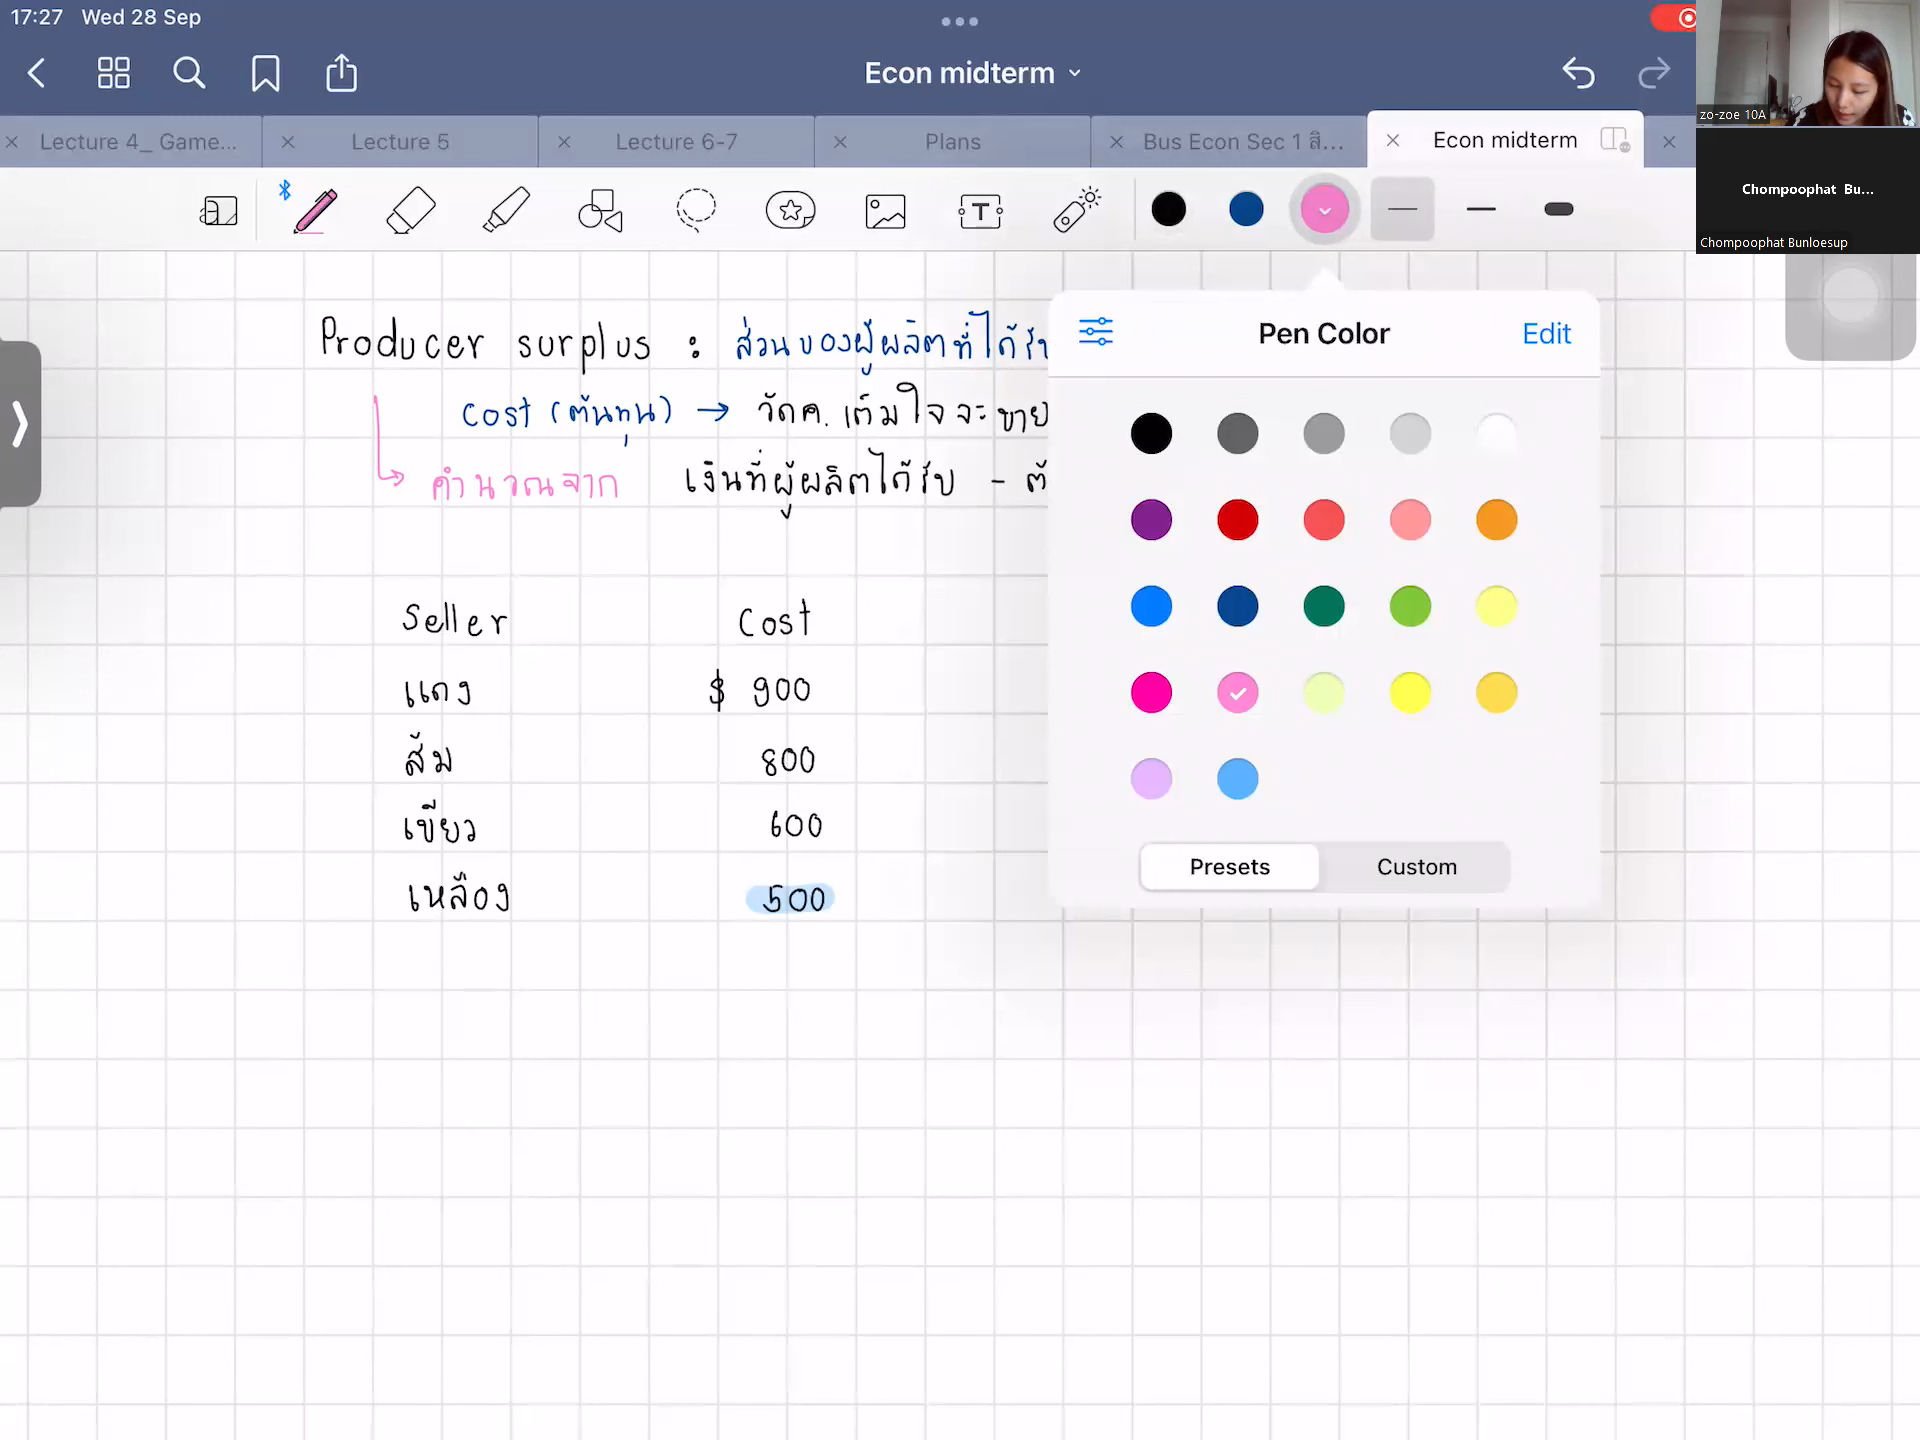 17:27 Wed 28 Sep
Econ midterm
Lecture 4_ Game...
Lecture 5
Lecture 6-7
Plans
Bus Econ Sec 1 สิ...
Econ midterm
zo-zoe 10A
Chompoophat Bu...
Chompoophat Bunloesup
Producer surplus : ส่วนของผู้ผลิตที่ได้รับ
cost (ต้นทุน) → วัดค. เต็มใจจะขาย
คำนวณจาก เงินที่ผู้ผลิตได้รับ - ต้
Seller Cost
แดง $ 900
ส้ม 800
เขียว 600
เหลือง 500
Pen Color
Edit
Presets
Custom